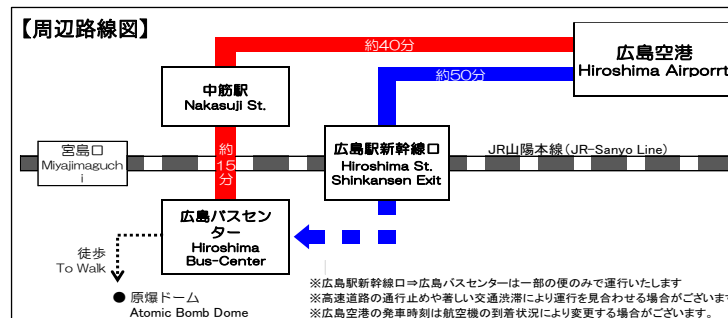 【周辺路線図】
約40分
広島空港
Hiroshima Airporrt
約50分
中筋駅
Nakasuji St.
宮島口
Miyajimaguch
i
約
15
分
広島駅新幹線口
Hiroshima St.
Shinkansen Exit
JR山陽本線(JR-Sanyo Line)
広島バスセン
ター
Hiroshima
Bus-Center
徒歩
To Walk
● 原爆ドーム
Atomic Bomb Dome
※広島駅新幹線口⇒広島バスセンターは一部の便のみで運行いたします
※高速道路の通行止めや著しい交通渋滞により運行を見合わせる場合がございます
※広島空港の発車時刻は航空機の到着状況により変更する場合がございます。